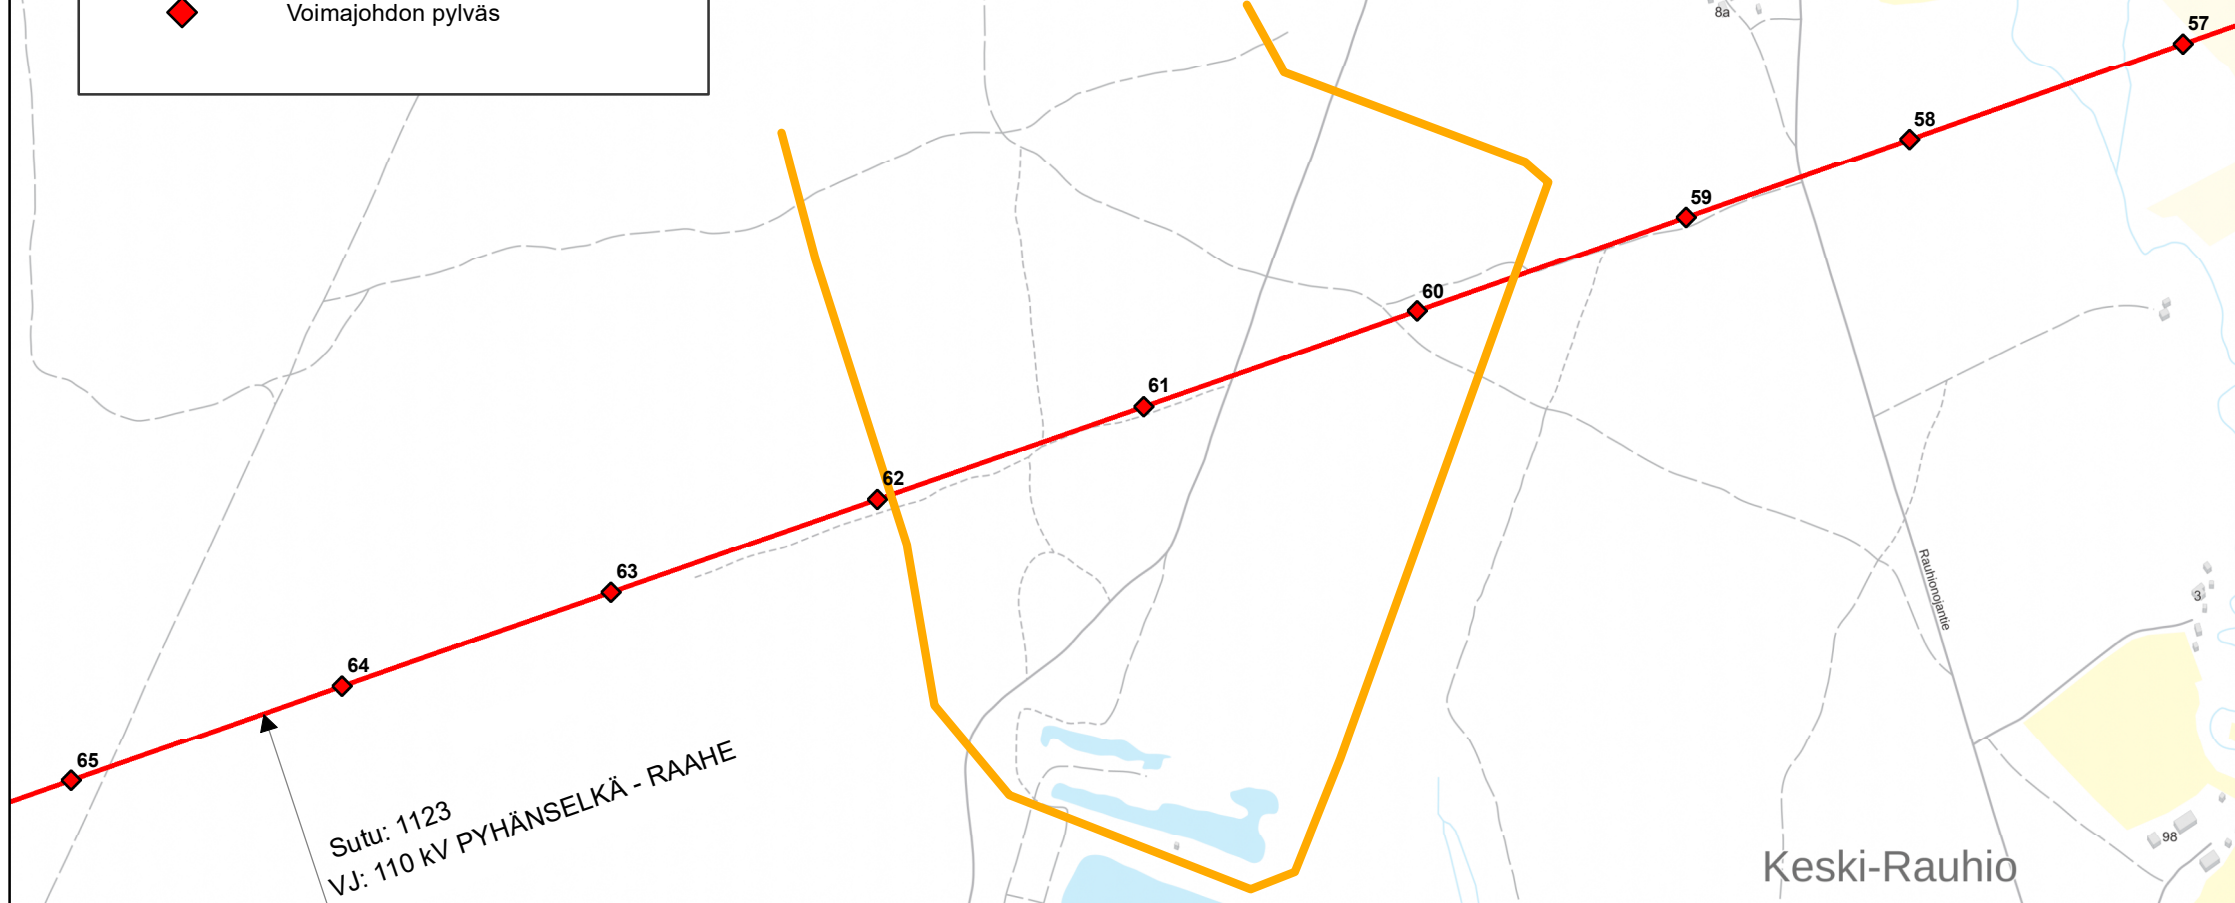 Voimajohdon pylväs
8a
57
58
59
60
61
62
63
64
65
Rauhionojantie
3
Sutu: 1123
VJ: 110 kV PYHÄNSELKÄ - RAAHE
98
Keski-Rauhio